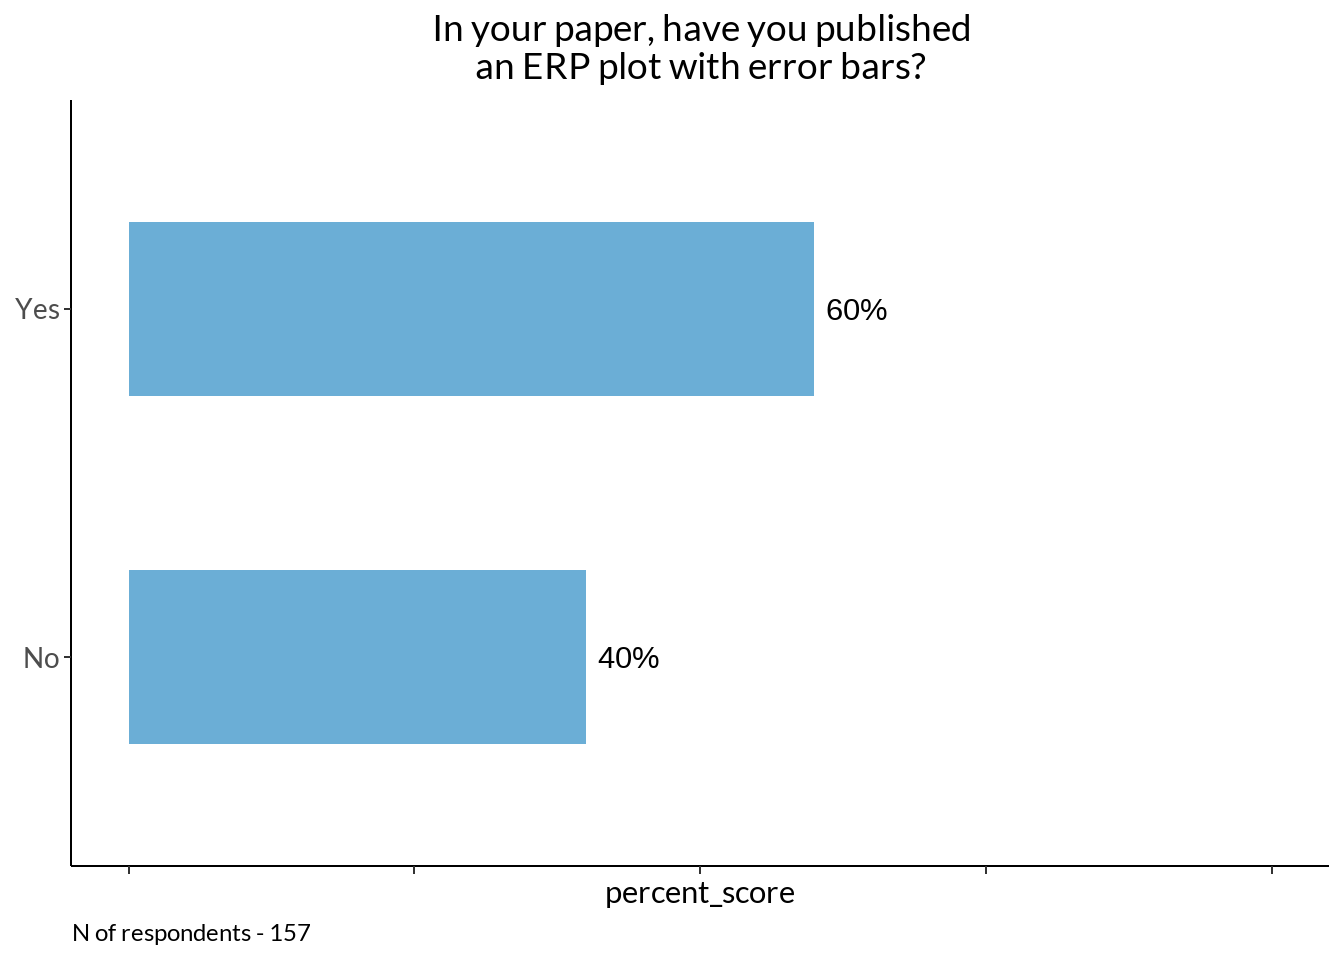 In your paper, have you published
an ERP plot with error bars?
Yes
60%
No
40%
percent_score
N of respondents - 157